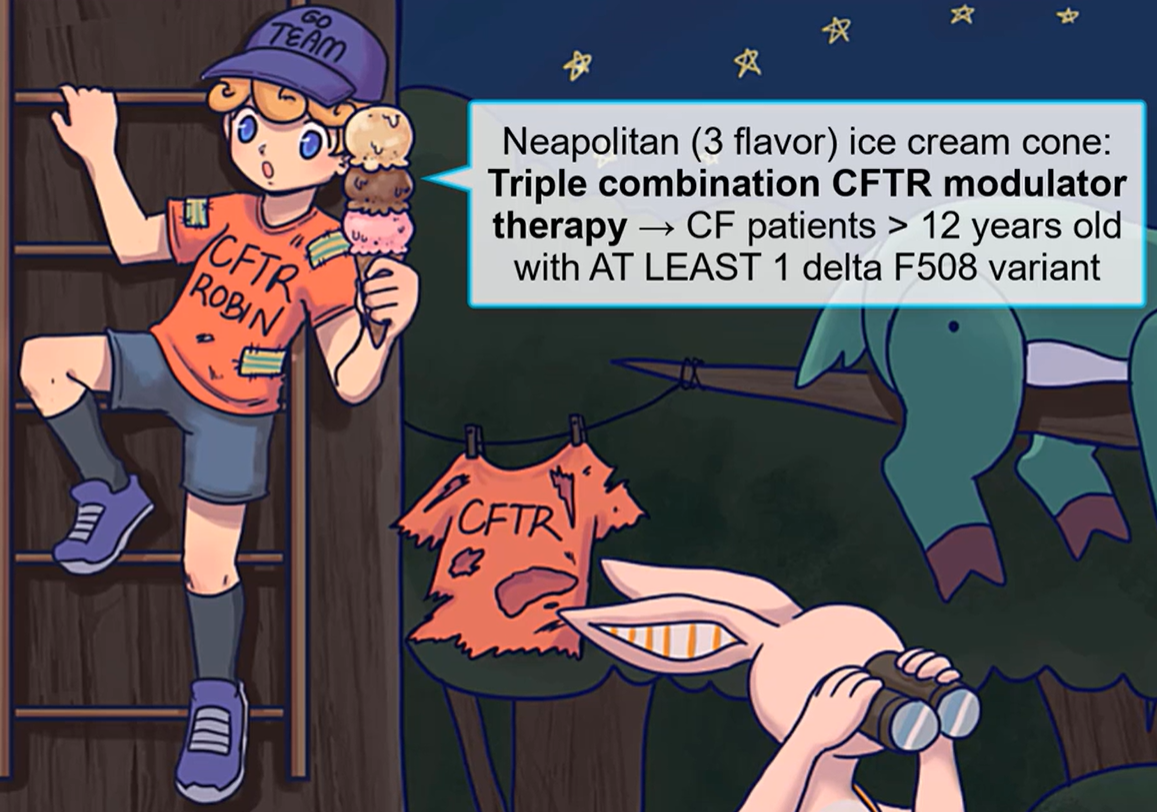 GO
TEAM
Neapolitan (3 flavor) ice cream cone:
Triple combination CFTR modulator
therapy → CF patients > 12 years old
with AT LEAST 1 delta F508 variant
CFTR
ROBIN
CFTR